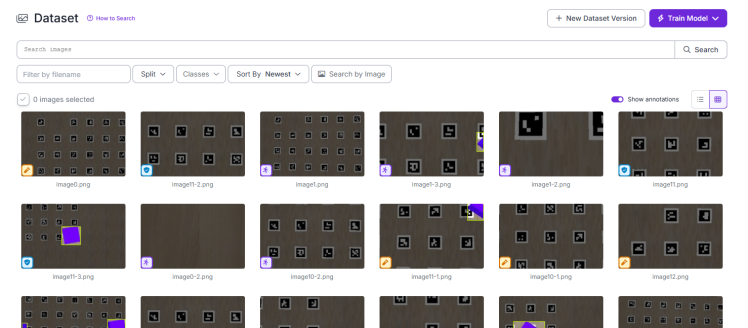 Dataset
How to Search
New Dataset Version
Train Model
Search images
Search
Filter by filename
Split
Classes
Sort By Newest
Search by Image
0 images selected
Show annotations
image0.png
image11-2.png
image1.png
image1-3.png
image1-2.png
image11.png
image11-3.png
image0-2.png
image10-2.png
image11-1.png
image10-1.png
image12.png